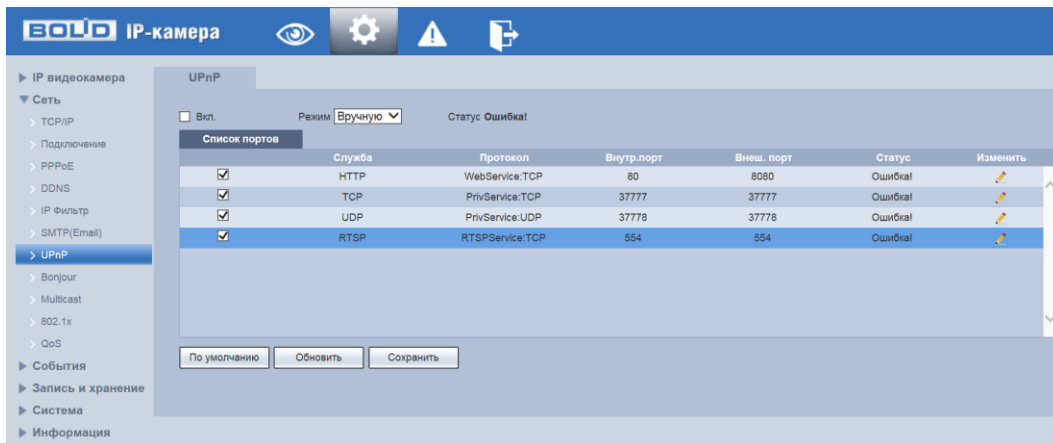 BOLID IP-камера
IP видеокамера
Сеть
TCP/IP
Подключение
PPPoE
DDNS
IP Фильтр
SMTP(Email)
UPnP
Bonjour
Multicast
802.1x
QoS
События
Запись и хранение
Система
Информация
UPnP
Вкл. Режим Вручную Статус Ошибка!
Список портов
Служба Протокол Внутр.порт Внеш. порт Статус Изменить
HTTP WebService:TCP 80 8080 Ошибка!
TCP PrivService:TCP 37777 37777 Ошибка!
UDP PrivService:UDP 37778 37778 Ошибка!
RTSP RTSPService:TCP 554 554 Ошибка!
По умолчанию Обновить Сохранить